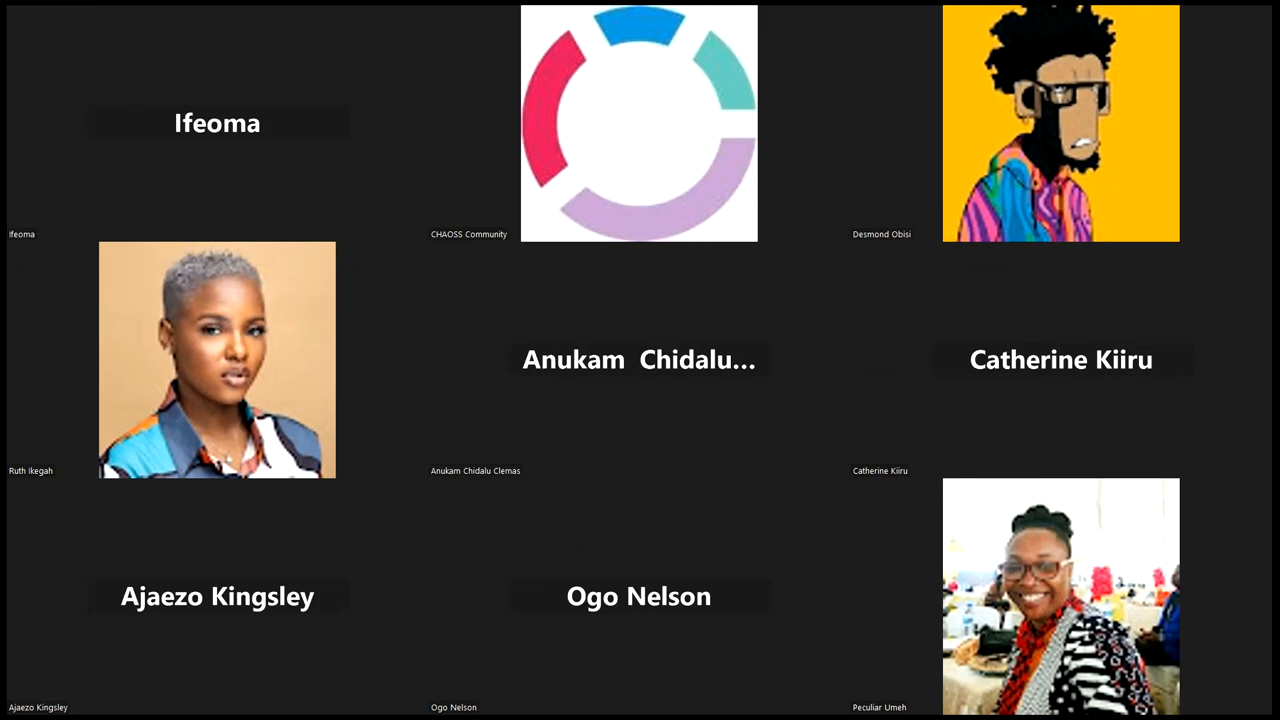 Ifeoma
Ifeoma
CHAOSS Community
Desmond Obisi
Anukam  Chidalu...
Catherine Kiiru
Ruth Ikegah
Anukam Chidalu Clemas
Catherine Kiiru
Ajaezo Kingsley
Ogo Nelson
Ajaezo Kingsley
Ogo Nelson
Peculiar Umeh